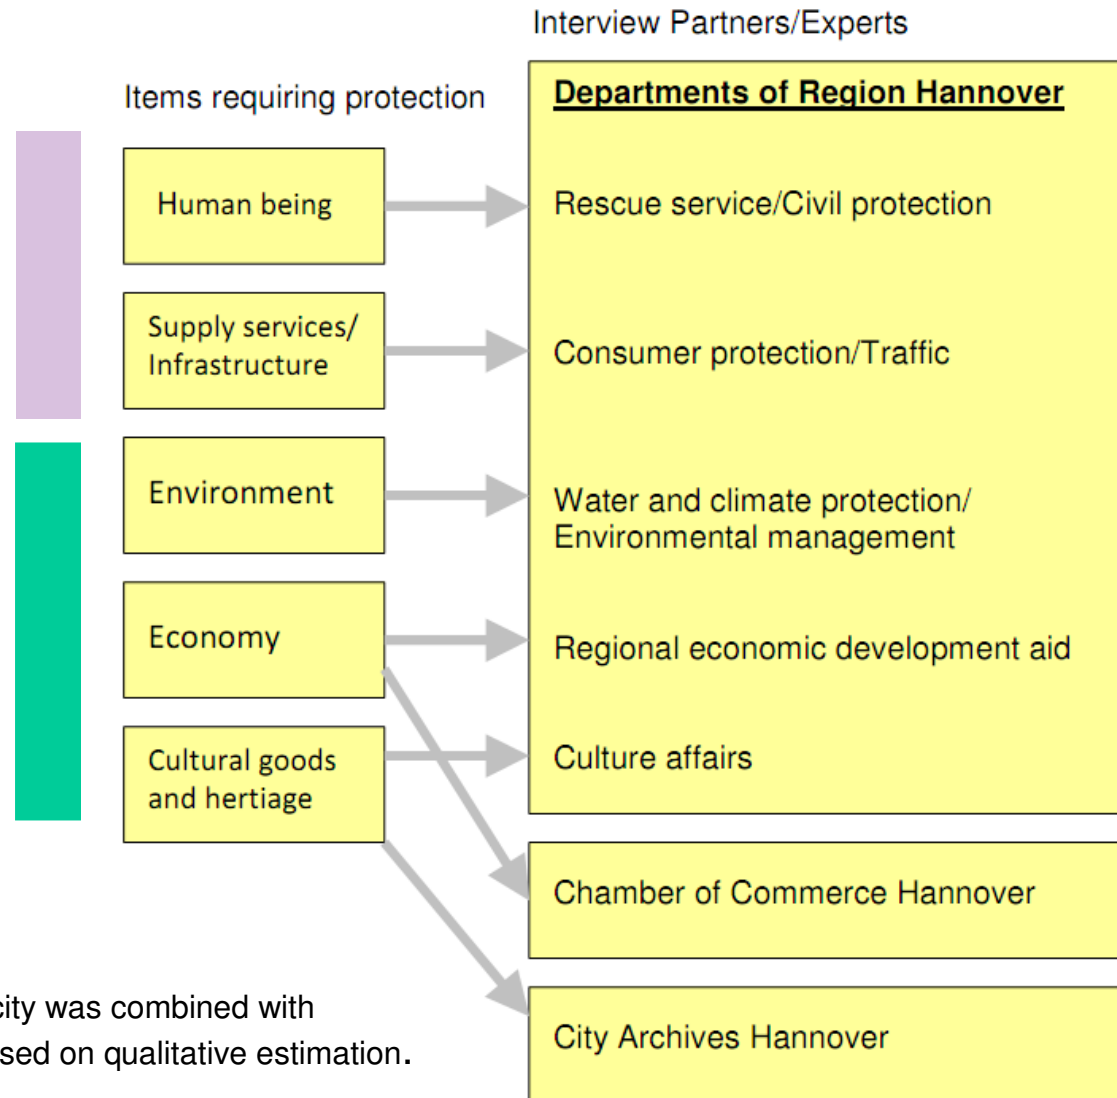 Interview Partners/Experts
Items requiring protection
Departments of Region Hannover
Human being
Rescue service/Civil protection
Supply services/
Infrastructure
Consumer protection/Traffic
Environment
Water and climate protection/
Environmental management
Economy
Regional economic development aid
Cultural goods
and hertiage
Culture affairs
Chamber of Commerce Hannover
city was combined with
sed on qualitative estimation.
City Archives Hannover